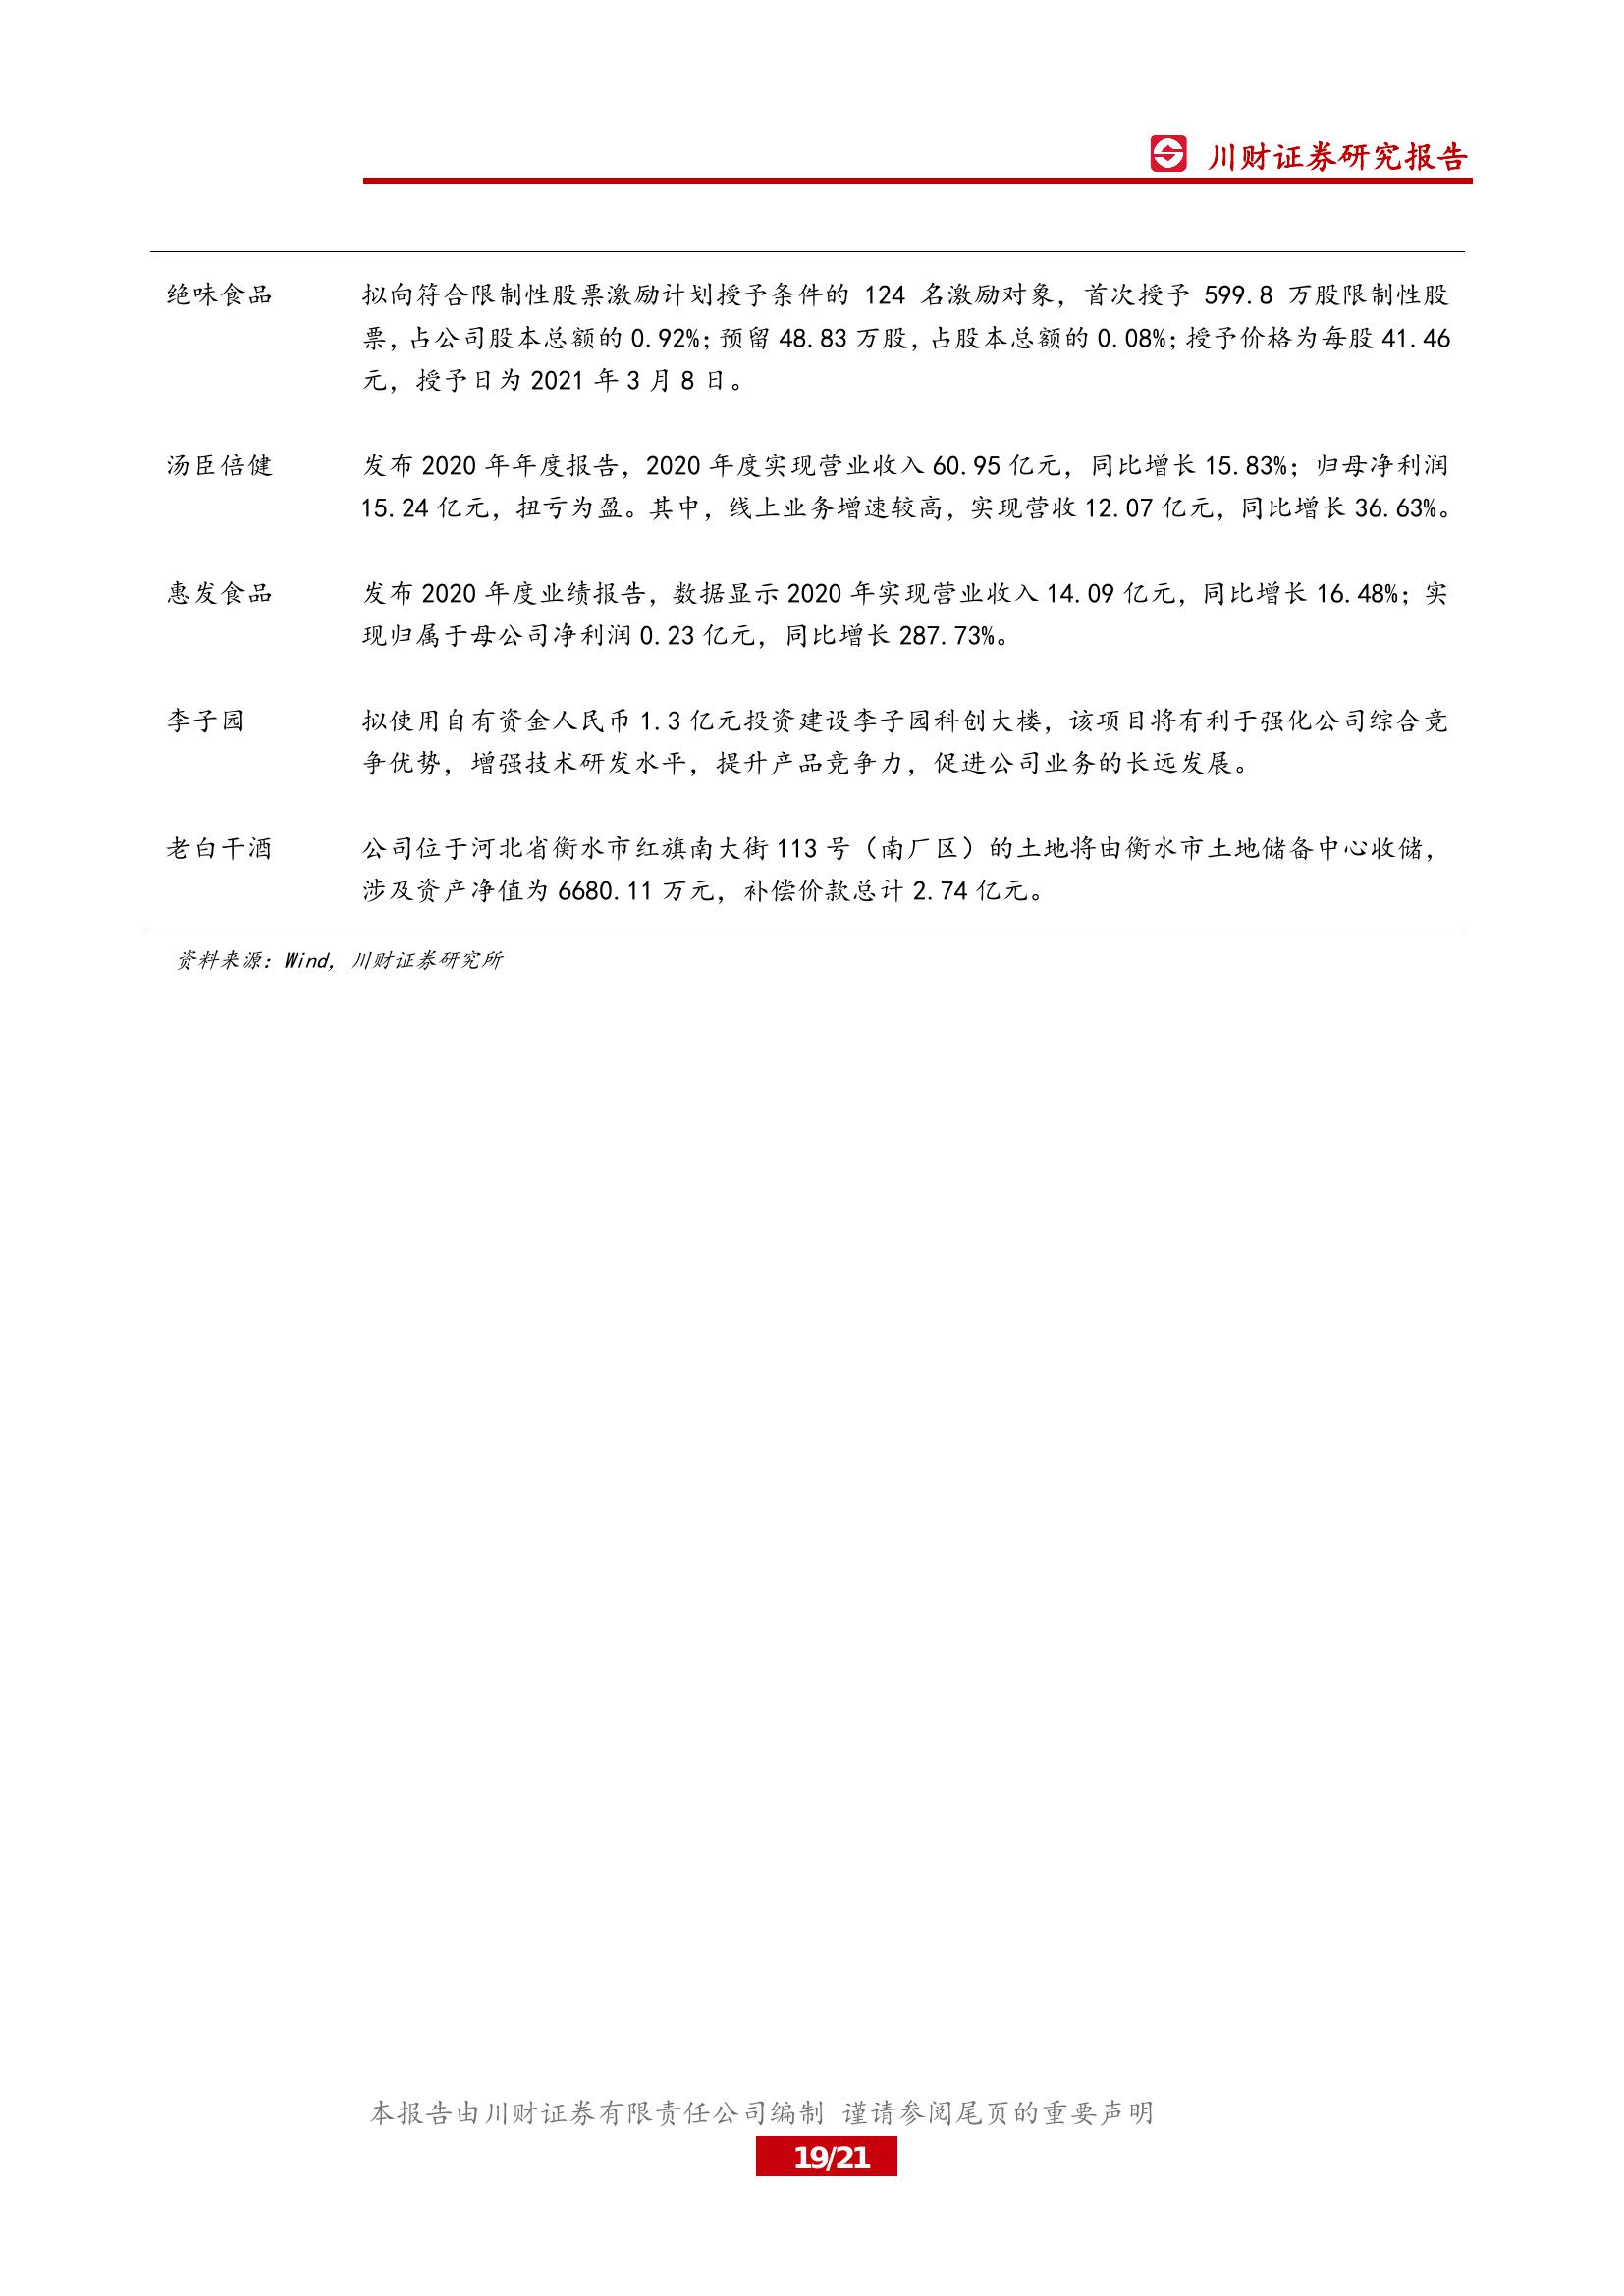 川财证券研究报告
绝味食品
拟向符合限制性股票激励计划授予条件的 124 名激励对象，首次授予 599.8 万股限制性股
票，占公司股本总额的 0.92%；预留 48.83 万股，占股本总额的 0.08%；授予价格为每股 41.46
元，授予日为 2021 年 3 月 8 日。
汤臣倍健
发布 2020 年年度报告，2020 年度实现营业收入 60.95 亿元，同比增长 15.83%；归母净利润
15.24 亿元，扭亏为盈。其中，线上业务增速较高，实现营收 12.07 亿元，同比增长 36.63%。
惠发食品
发布 2020 年度业绩报告，数据显示 2020 年实现营业收入 14.09 亿元，同比增长 16.48%；实
现归属于母公司净利润 0.23 亿元，同比增长 287.73%。
李子园
拟使用自有资金人民币 1.3 亿元投资建设李子园科创大楼，该项目将有利于强化公司综合竞
争优势，增强技术研发水平，提升产品竞争力，促进公司业务的长远发展。
老白干酒
公司位于河北省衡水市红旗南大街 113 号（南厂区）的土地将由衡水市土地储备中心收储，
涉及资产净值为 6680.11 万元，补偿价款总计 2.74 亿元。
资料来源：Wind，川财证券研究所
本报告由川财证券有限责任公司编制 谨请参阅尾页的重要声明
19/21